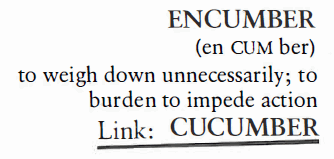 ENCUMBER
(en CUM ber)
to weigh down unnecessarily; to
burden to impede action
Link: CUCUMBER